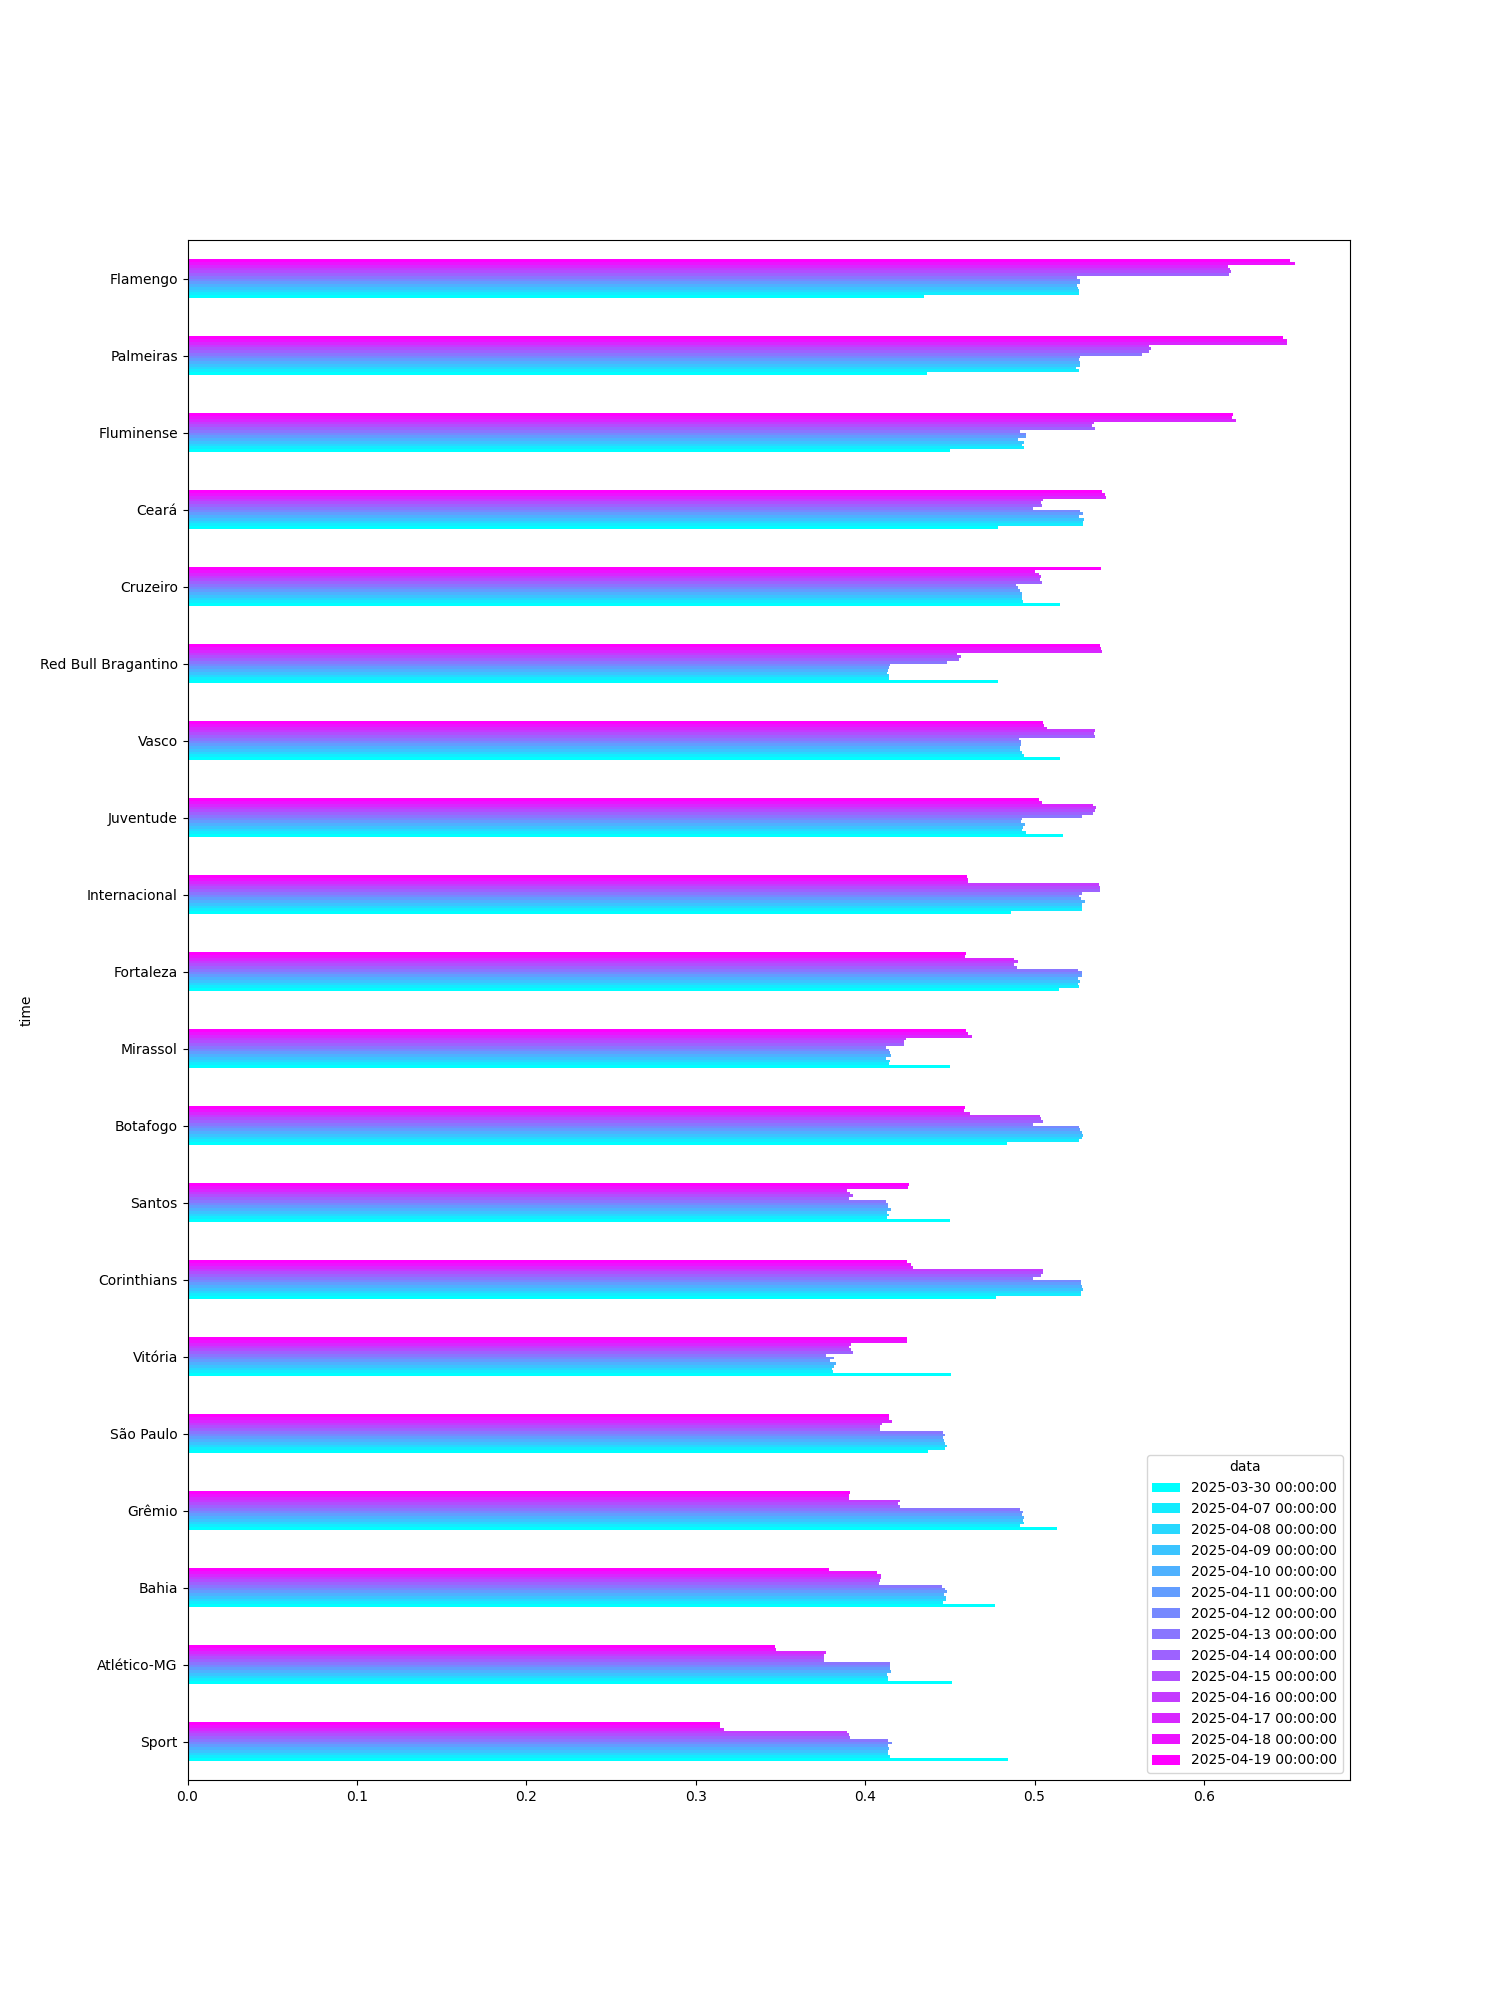 Flamengo
Palmeiras
Fluminense
Ceará
Cruzeiro
Red Bull Bragantino
Vasco
Juventude
Internacional
Fortaleza
Mirassol
Botafogo
Santos
Corinthians
Vitória
São Paulo
Grêmio
Bahia
Atlético-MG
Sport
time
0.0 0.1 0.2 0.3 0.4 0.5 0.6
data
2025-03-30 00:00:00
2025-04-07 00:00:00
2025-04-08 00:00:00
2025-04-09 00:00:00
2025-04-10 00:00:00
2025-04-11 00:00:00
2025-04-12 00:00:00
2025-04-13 00:00:00
2025-04-14 00:00:00
2025-04-15 00:00:00
2025-04-16 00:00:00
2025-04-17 00:00:00
2025-04-18 00:00:00
2025-04-19 00:00:00